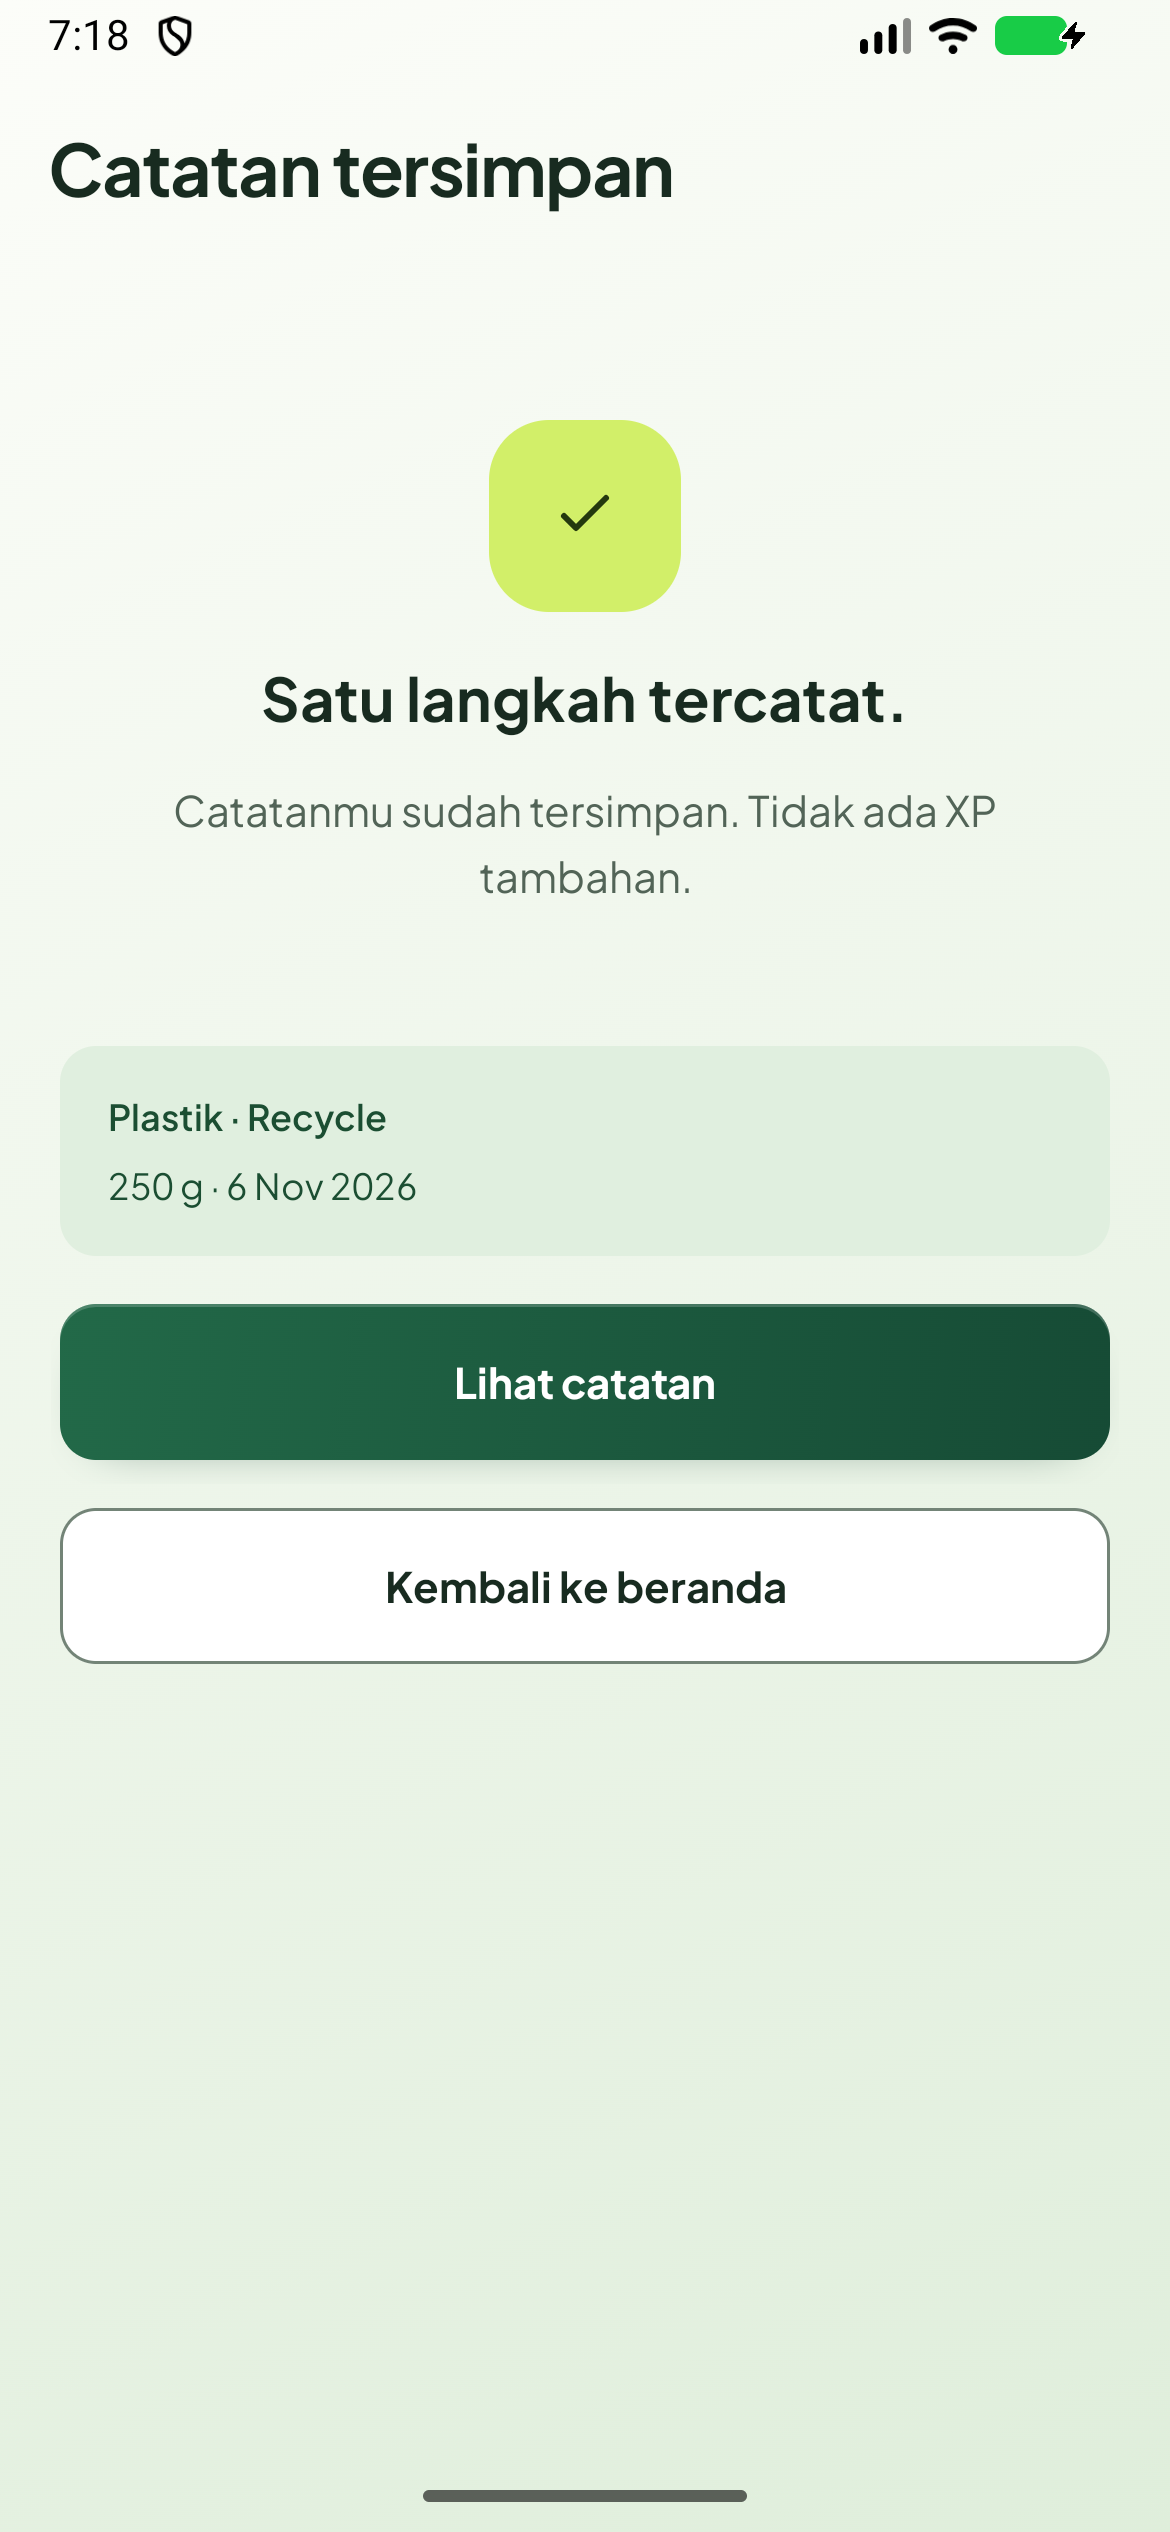 7:18
Catatan tersimpan
Satu langkah tercatat.
Catatanmu sudah tersimpan. Tidak ada XP
tambahan.
Plastik · Recycle
250 g · 6 Nov 2026
Lihat catatan
Kembali ke beranda